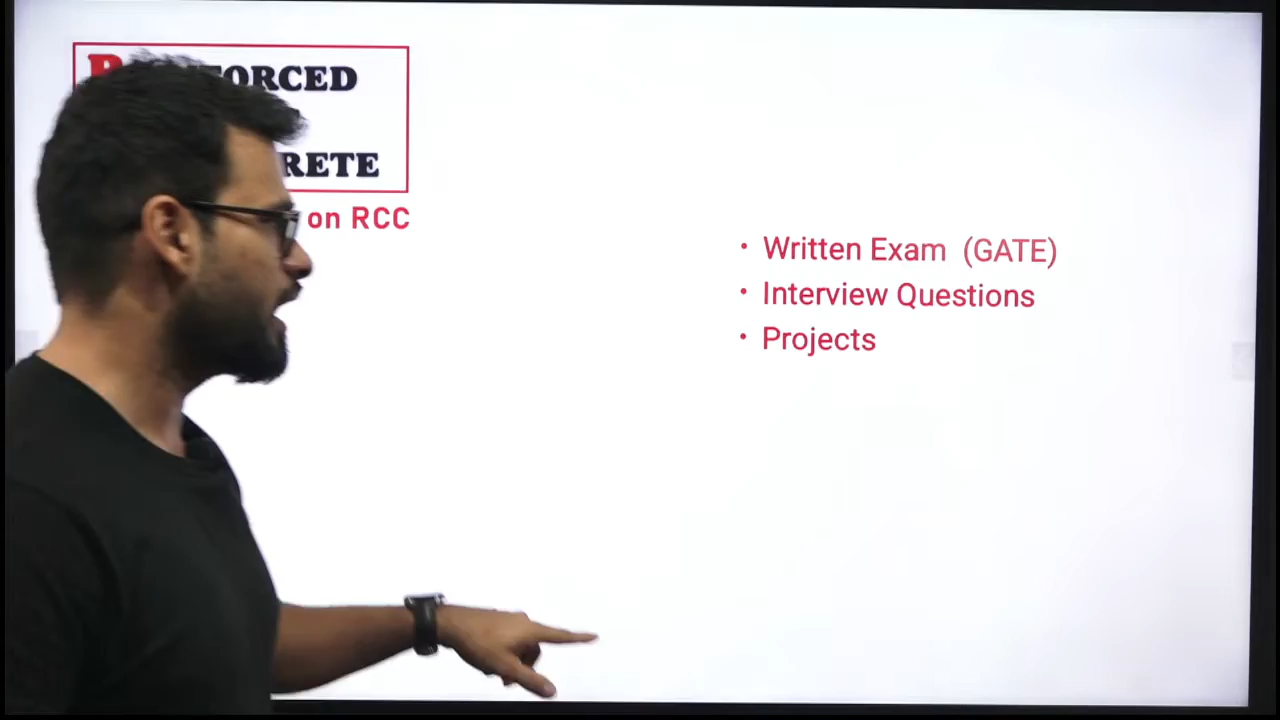 FORCED
RETE
on RCC
• Written Exam (GATE)
• Interview Questions
• Projects